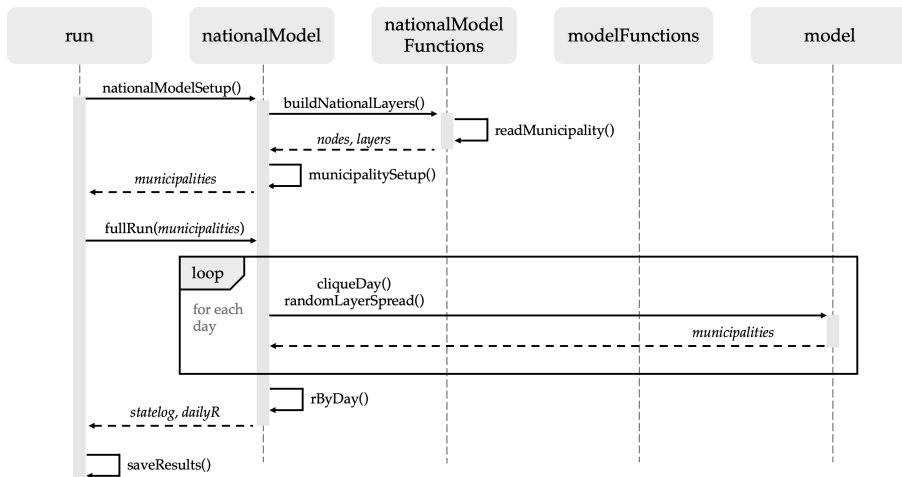 run
nationalModel
nationalModel
Functions
modelFunctions
model
nationalModelSetup()
buildNationalLayers()
readMunicipality()
nodes, layers
municipalitySetup()
municipalities
fullRun(municipalities)
loop
for each
day
cliqueDay()
randomLayerSpread()
municipalities
rByDay()
statelog, dailyR
saveResults()